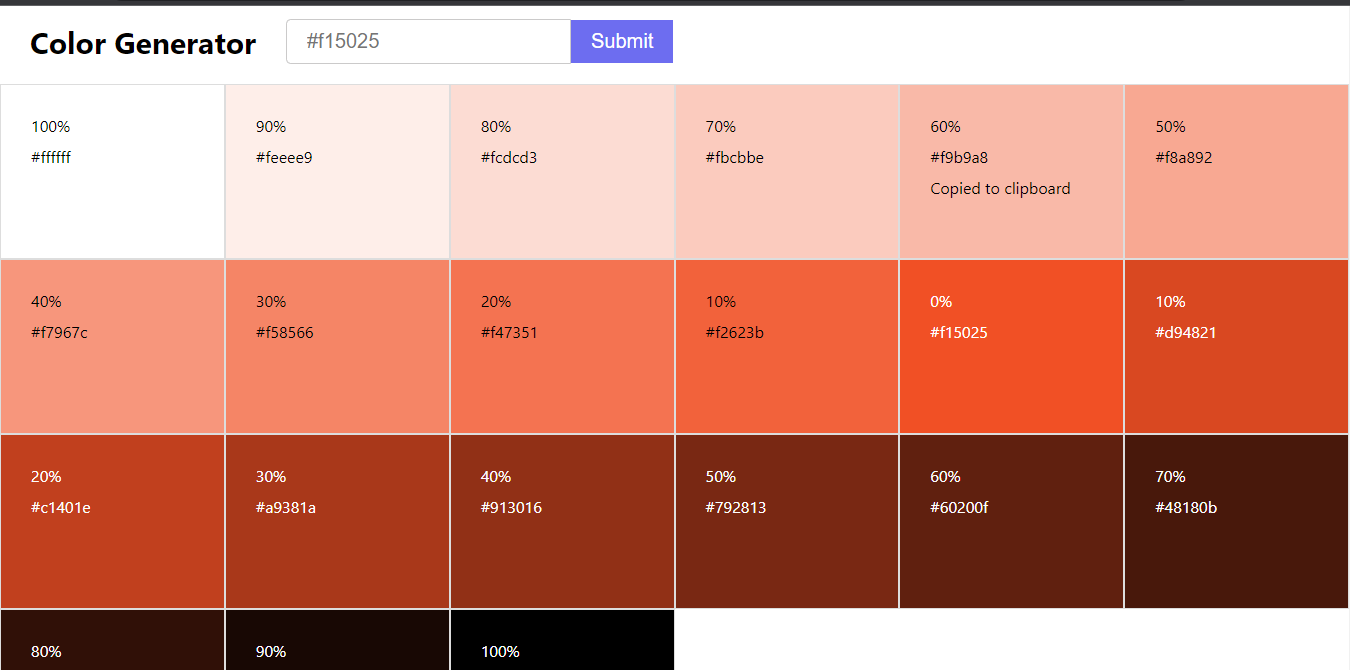 Color Generator
#f15025
Submit
100%
#ffffff
90%
#feeee9
80%
#fcdcd3
70%
#fbcbbe
60%
#f9b9a8
Copied to clipboard
50%
#f8a892
40%
#f7967c
30%
#f58566
20%
#f47351
10%
#f2623b
0%
#f15025
10%
#d94821
20%
#c1401e
30%
#a9381a
40%
#913016
50%
#792813
60%
#60200f
70%
#48180b
80%
90%
100%